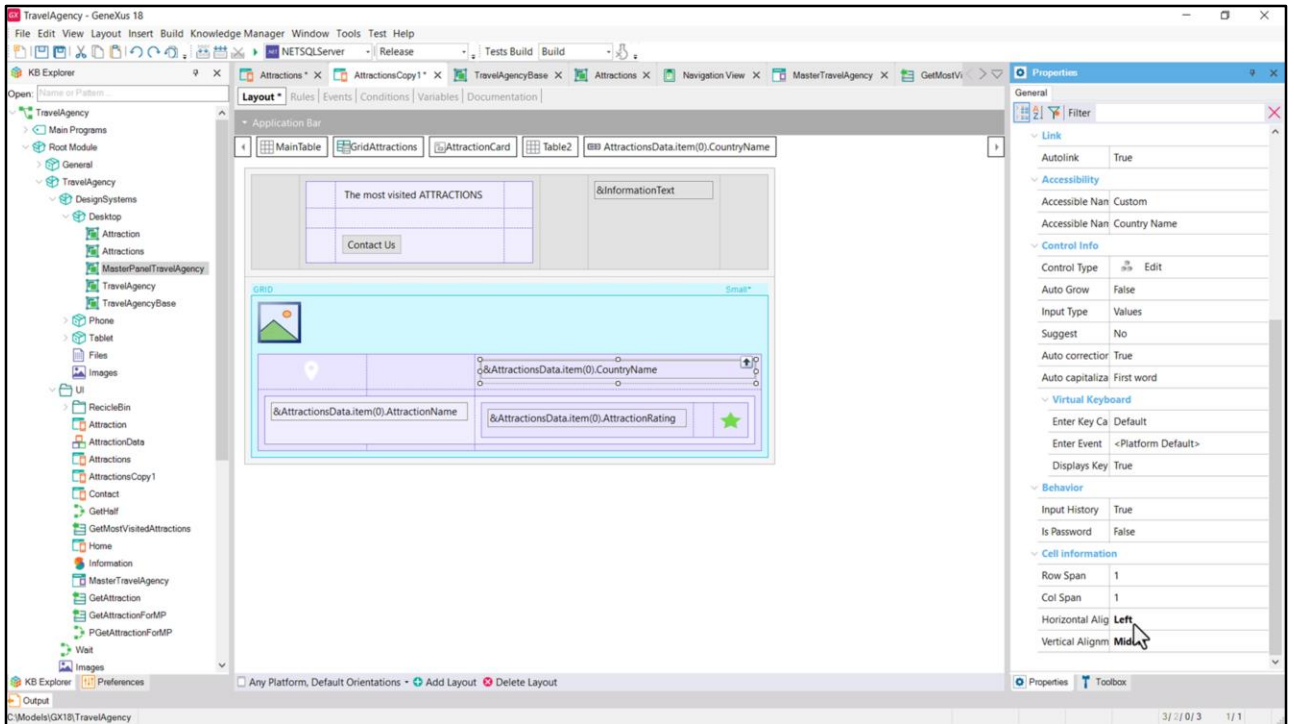 TravelAgency - GeneXus 18
File Edit View Layout Insert Build Knowledge Manager Window Tools Test Help
NETSQLServer Release Tests Build Build
KB Explorer
Open: Name or Pattern...
TravelAgency
Main Programs
Root Module
General
TravelAgency
DesignSystems
Desktop
Attraction
Attractions
MasterPanelTravelAgency
TravelAgency
TravelAgencyBase
Phone
Tablet
Files
Images
UI
RecicleBin
Attraction
AttractionData
Attractions
AttractionsCopy1
Contact
GetHalf
GetMostVisitedAttractions
Home
Information
MasterTravelAgency
GetAttraction
GetAttractionForMP
PGetAttractionForMP
Wait
Images
KB Explorer Preferences
Output
C:\Models\GX18\TravelAgency
Attractions * X AttractionsCopy1 * X TravelAgencyBase X Attractions X Navigation View X MasterTravelAgency X GetMostVi
Layout * Rules Events Conditions Variables Documentation
Application Bar
MainTable GridAttractions AttractionCard Table2 AttractionsData.item(0).CountryName
The most visited ATTRACTIONS
&InformationText
Contact Us
GRID Small*
&AttractionsData.item(0).CountryName
&AttractionsData.item(0).AttractionName
&AttractionsData.item(0).AttractionRating
Any Platform, Default Orientations Add Layout Delete Layout
Properties
General
Filter
Link
Autolink True
Accessibility
Accessible Nam Custom
Accessible Nam Country Name
Control Info
Control Type Edit
Auto Grow False
Input Type Values
Suggest No
Auto correction True
Auto capitaliza First word
Virtual Keyboard
Enter Key Ca Default
Enter Event <Platform Default>
Displays Key True
Behavior
Input History True
Is Password False
Cell information
Row Span 1
Col Span 1
Horizontal Alig Left
Vertical Alignm
Properties Toolbox
3/2/0/3 1/1